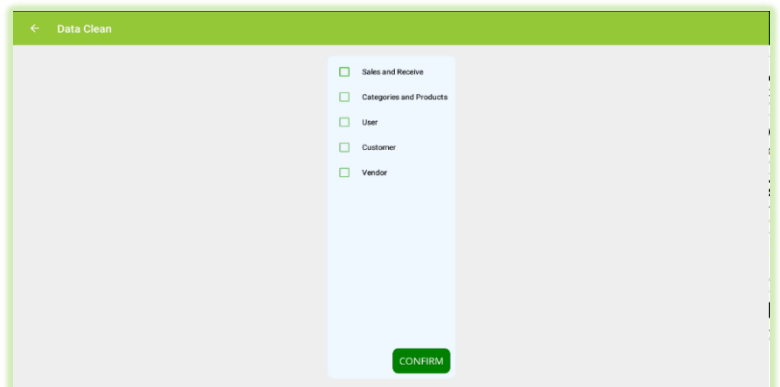 Data Clean
Sales and Receive
Categories and Products
User
Customer
Vendor
CONFIRM